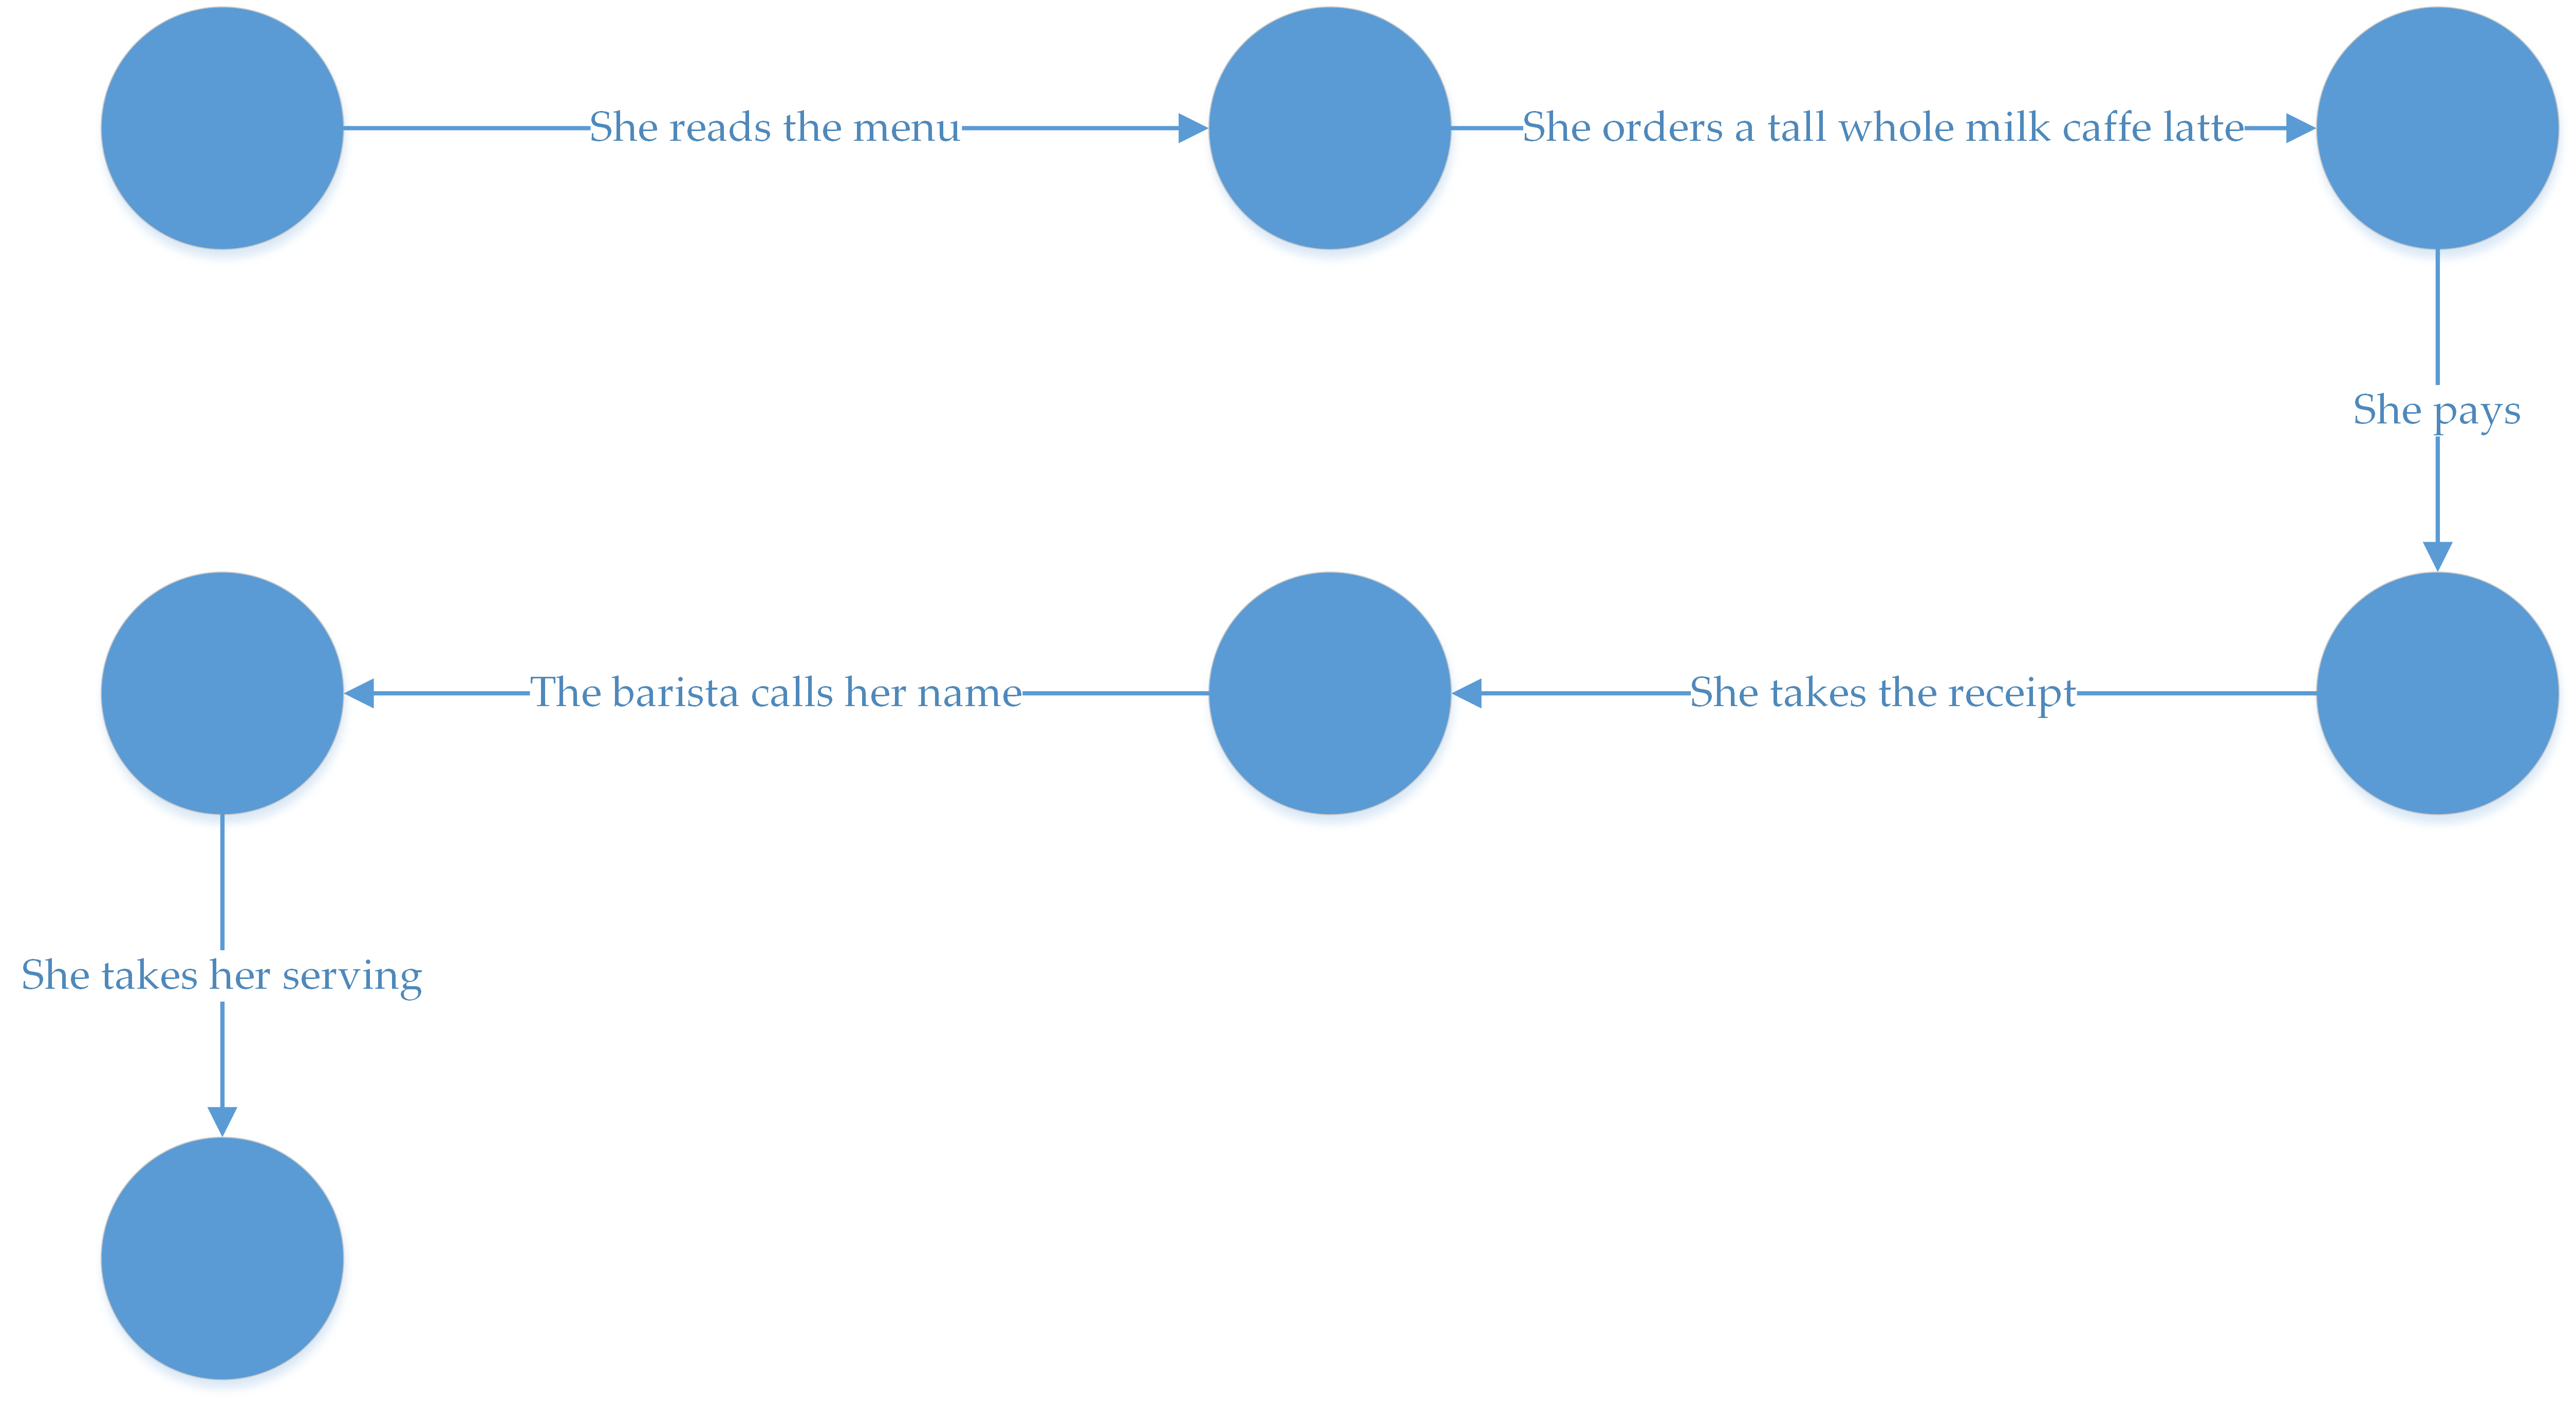 She reads the menu
She orders a tall whole milk caffe latte
She pays
She takes the receipt
The barista calls her name
She takes her serving